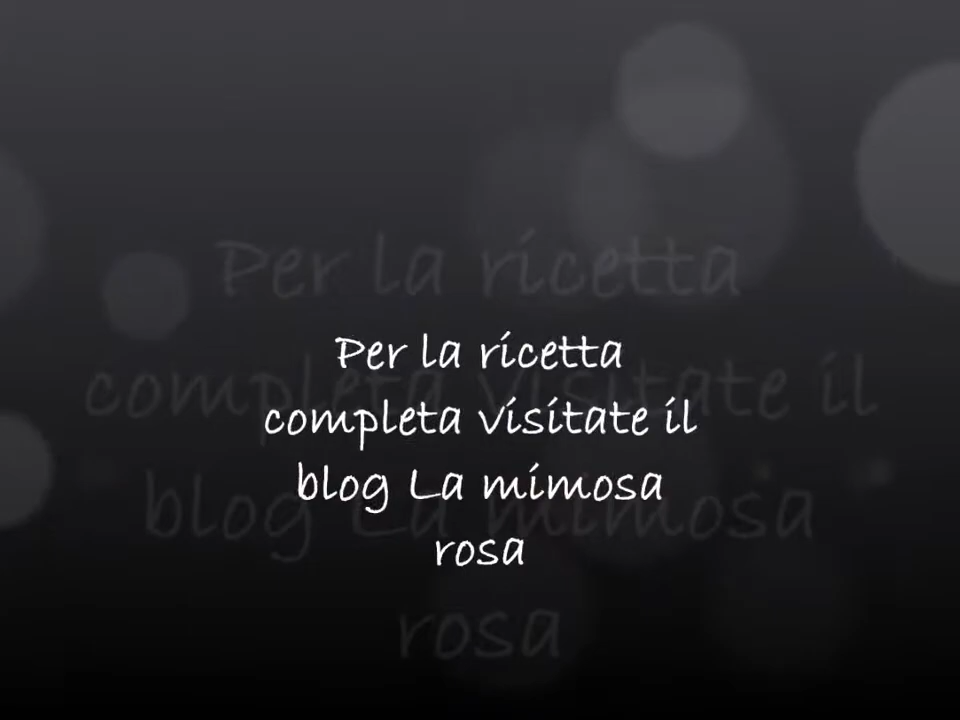 Per la ricetta
completa visitate il
blog La mimosa
rosa